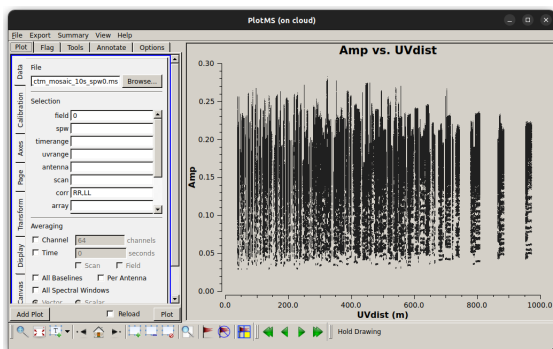 PlotMS (on cloud)
File Export Summary View Help
Plot Flag Tools Annotate Options
Data
Calibration
Axes
Page
Transform
Display
Canvas
File
ctm_mosaic_10s_spw0.ms Browse...
Selection
field 0
spw
timerange
uvrange
antenna
scan
corr RR,LL
array
Averaging
Channel 64 channels
Time 0 seconds
Scan Field
All Baselines Per Antenna
All Spectral Windows
Vector Scalar
Add Plot Reload Plot
Amp vs. UVdist
0.30
0.25
0.20
0.15
0.10
0.05
0.00
Amp
0.0 200.0 400.0 600.0 800.0 1000.0
UVdist (m)
Hold Drawing